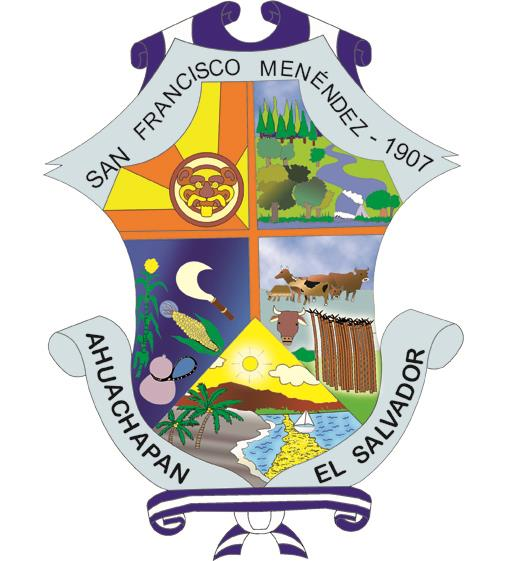 SAN FRANCISCO MENÉNDEZ - 1907
AHUACHAPAN
EL SALVADOR